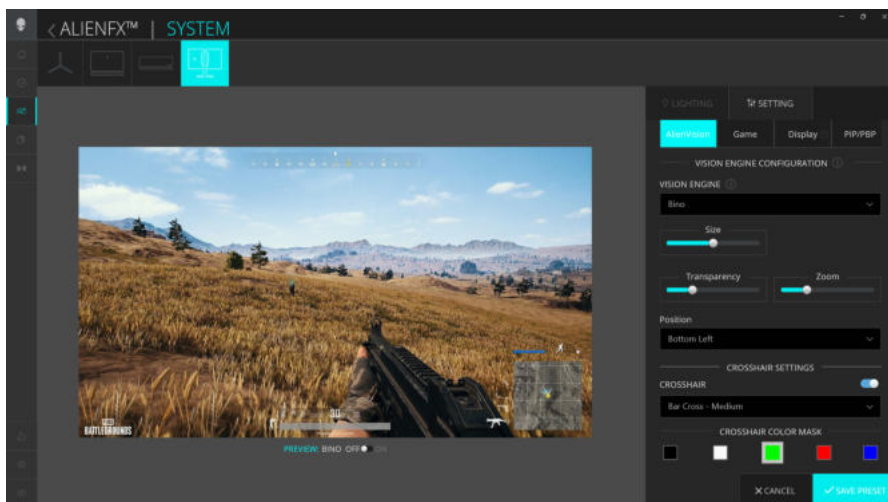 < ALIENFX™ | SYSTEM
LIGHTING
SETTING
AlienVision
Game
Display
PIP/PBP
VISION ENGINE CONFIGURATION
VISION ENGINE
Bino
Size
Transparency
Zoom
Position
Bottom Left
CROSSHAIR SETTINGS
CROSSHAIR
Bar Cross - Medium
CROSSHAIR COLOR MASK
30
BATTLEGROUNDS
PREVIEW: BINO OFF ON
X CANCEL
SAVE PRESET